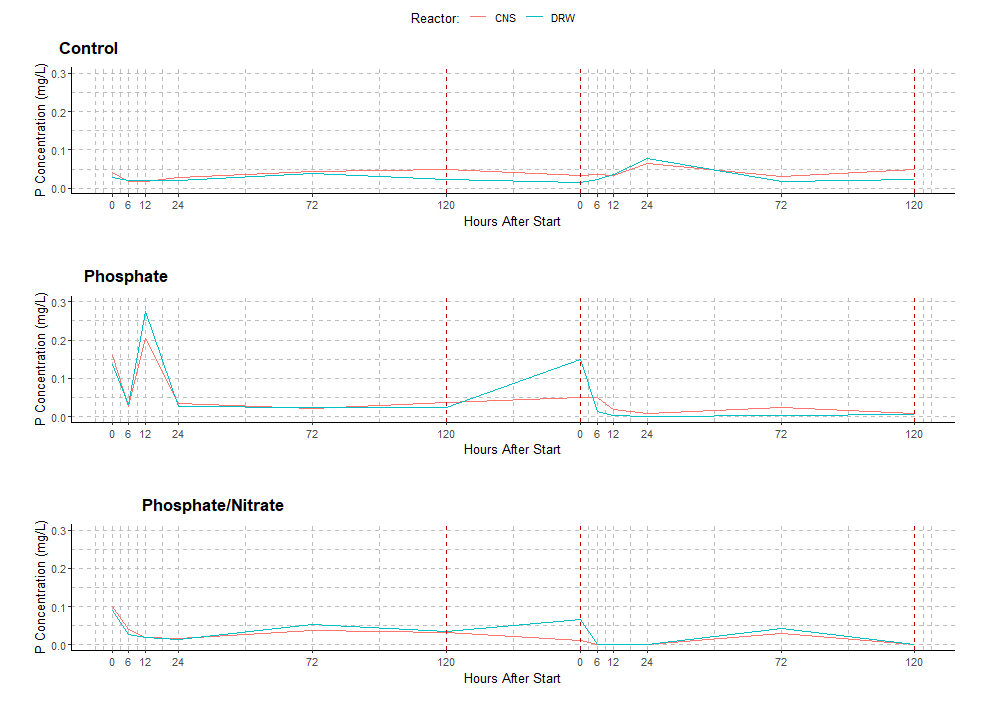 Reactor: CNS DRW
Control
P Concentration (mg/L)
0.3
0.2
0.1
0.0
0 6 12 24 72 120 0 6 12 24 72 120
Hours After Start
Phosphate
P Concentration (mg/L)
0.3
0.2
0.1
0.0
0 6 12 24 72 120 0 6 12 24 72 120
Hours After Start
Phosphate/Nitrate
P Concentration (mg/L)
0.3
0.2
0.1
0.0
0 6 12 24 72 120 0 6 12 24 72 120
Hours After Start